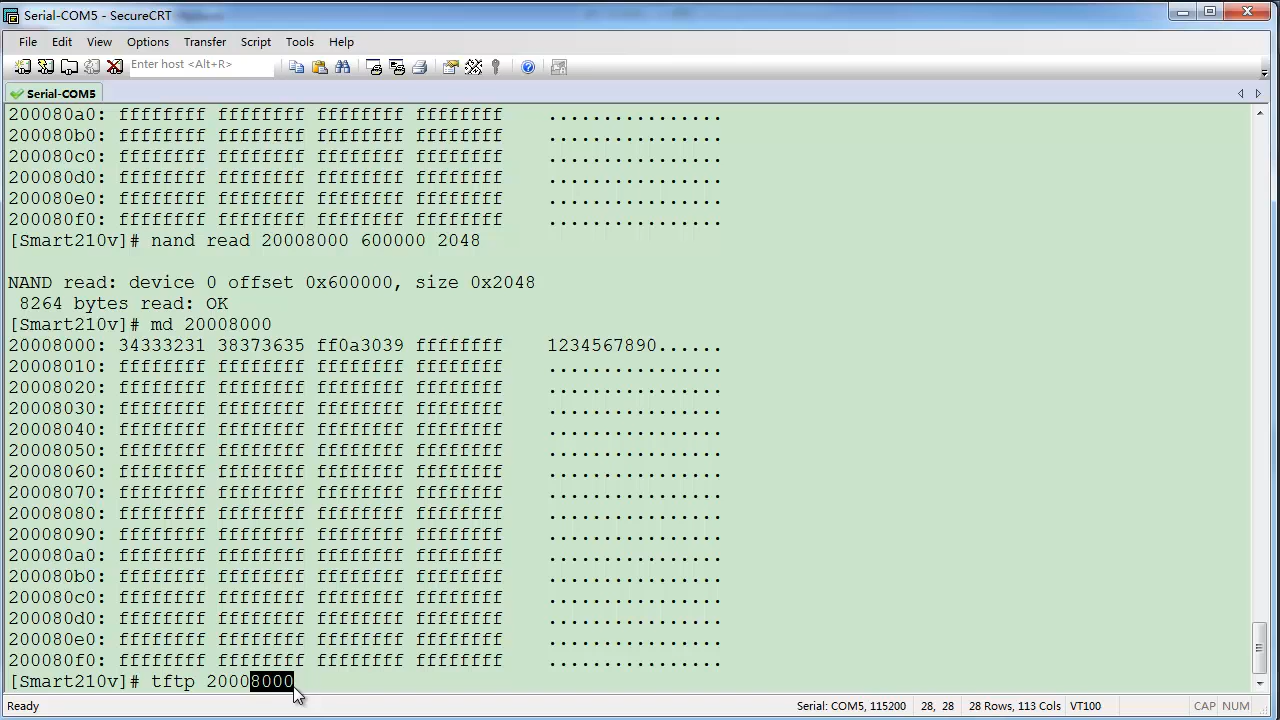 Serial-COM5 - SecureCRT
File Edit View Options Transfer Script Tools Help
Enter host <Alt+R>
Serial-COM5
200080a0: ffffffff ffffffff ffffffff ffffffff    ................
200080b0: ffffffff ffffffff ffffffff ffffffff    ................
200080c0: ffffffff ffffffff ffffffff ffffffff    ................
200080d0: ffffffff ffffffff ffffffff ffffffff    ................
200080e0: ffffffff ffffffff ffffffff ffffffff    ................
200080f0: ffffffff ffffffff ffffffff ffffffff    ................
[Smart210v]# nand read 20008000 600000 2048
NAND read: device 0 offset 0x600000, size 0x2048
 8264 bytes read: OK
[Smart210v]# md 20008000
20008000: 34333231 38373635 ff0a3039 ffffffff    1234567890......
20008010: ffffffff ffffffff ffffffff ffffffff    ................
20008020: ffffffff ffffffff ffffffff ffffffff    ................
20008030: ffffffff ffffffff ffffffff ffffffff    ................
20008040: ffffffff ffffffff ffffffff ffffffff    ................
20008050: ffffffff ffffffff ffffffff ffffffff    ................
20008060: ffffffff ffffffff ffffffff ffffffff    ................
20008070: ffffffff ffffffff ffffffff ffffffff    ................
20008080: ffffffff ffffffff ffffffff ffffffff    ................
20008090: ffffffff ffffffff ffffffff ffffffff    ................
200080a0: ffffffff ffffffff ffffffff ffffffff    ................
200080b0: ffffffff ffffffff ffffffff ffffffff    ................
200080c0: ffffffff ffffffff ffffffff ffffffff    ................
200080d0: ffffffff ffffffff ffffffff ffffffff    ................
200080e0: ffffffff ffffffff ffffffff ffffffff    ................
200080f0: ffffffff ffffffff ffffffff ffffffff    ................
[Smart210v]# tftp 20008000
Ready Serial: COM5, 115200 28, 28 28 Rows, 113 Cols VT100 CAP NUM